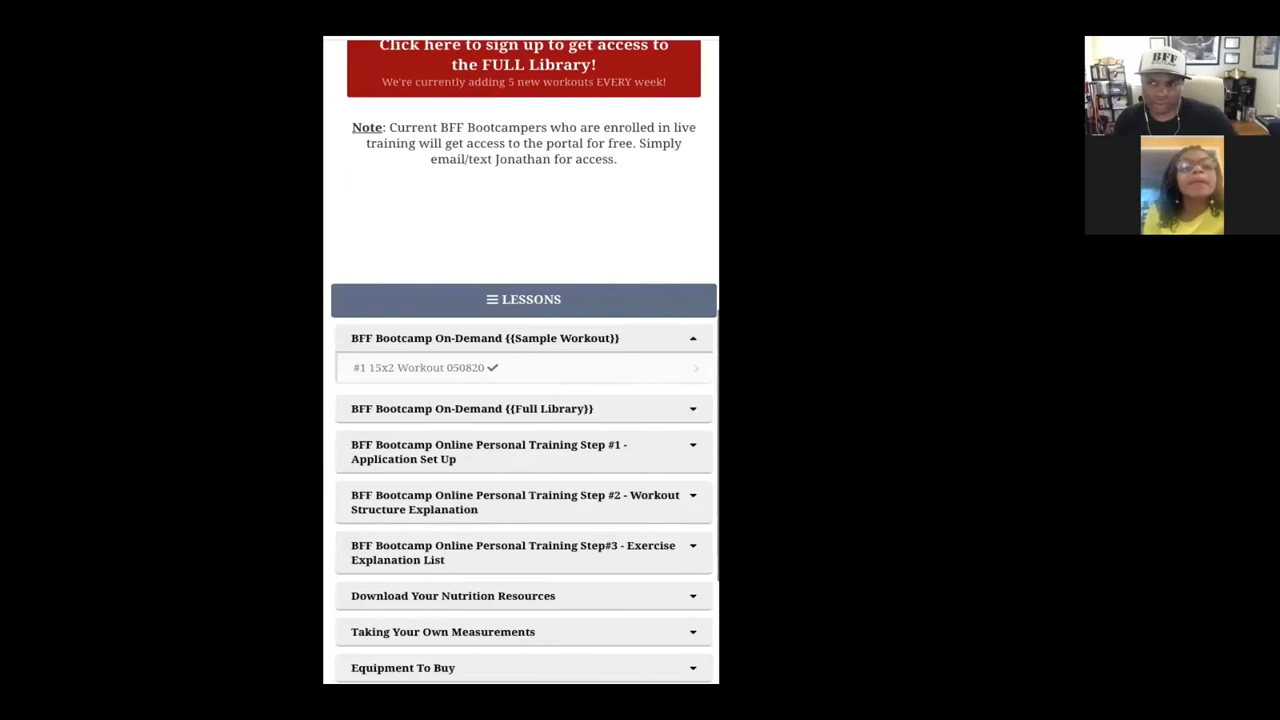 Click here to sign up to get access to
the FULL Library!
We're currently adding 5 new workouts EVERY week!
Note: Current BFF Bootcampers who are enrolled in live
training will get access to the portal for free. Simply
email/text Jonathan for access.
LESSONS
BFF Bootcamp On-Demand {{Sample Workout}}
#1 15x2 Workout 050820
BFF Bootcamp On-Demand {{Full Library}}
BFF Bootcamp Online Personal Training Step #1 -
Application Set Up
BFF Bootcamp Online Personal Training Step #2 - Workout
Structure Explanation
BFF Bootcamp Online Personal Training Step#3 - Exercise
Explanation List
Download Your Nutrition Resources
Taking Your Own Measurements
Equipment To Buy
BFF